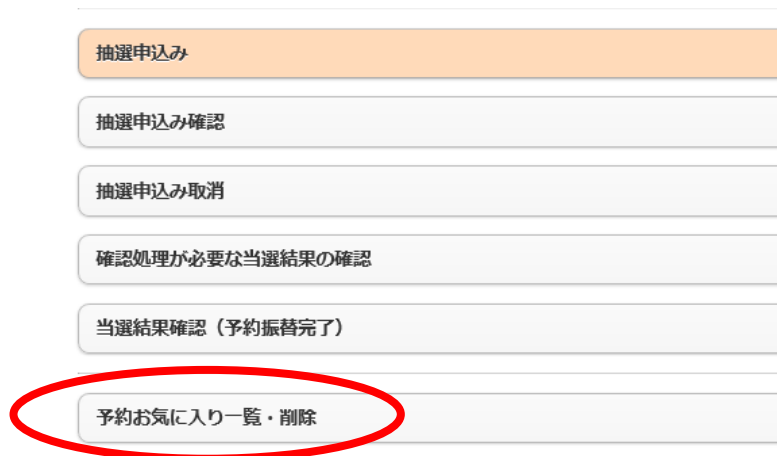 抽選申込み
抽選申込み確認
抽選申込み取消
確認処理が必要な当選結果の確認
当選結果確認（予約振替完了）
予約お気に入り一覧・削除